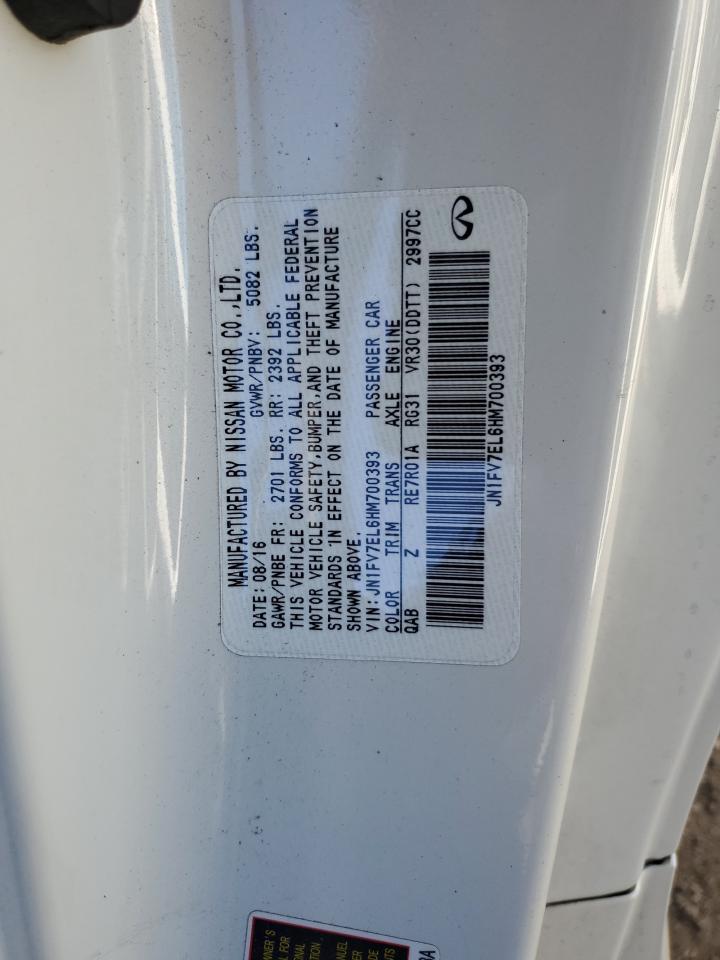 MANUFACTURED BY NISSAN MOTOR CO.,LTD.
DATE: 08/16 GVWR/PNBV: 5082 LBS.
GAWR/PNBE FR: 2701 LBS. RR: 2392 LBS.
THIS VEHICLE CONFORMS TO ALL APPLICABLE FEDERAL
MOTOR VEHICLE SAFETY,BUMPER,AND THEFT PREVENTION
STANDARDS IN EFFECT ON THE DATE OF MANUFACTURE
SHOWN ABOVE.
VIN: JN1FV7EL6HM700393 PASSENGER CAR
COLOR TRIM TRANS AXLE ENGINE
QAB Z RE7R01A RG31 VR30(DDTT) 2997CC
JN1FV7EL6HM700393